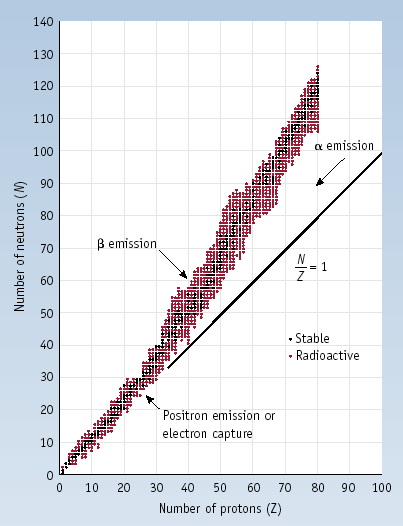 140
130
120
110
100
90
80
70
60
50
40
30
20
10
0
Number of neutrons (N)
α emission
β emission
N
Z
= 1
Stable
Radioactive
Positron emission or
electron capture
0 10 20 30 40 50 60 70 80 90 100
Number of protons (Z)